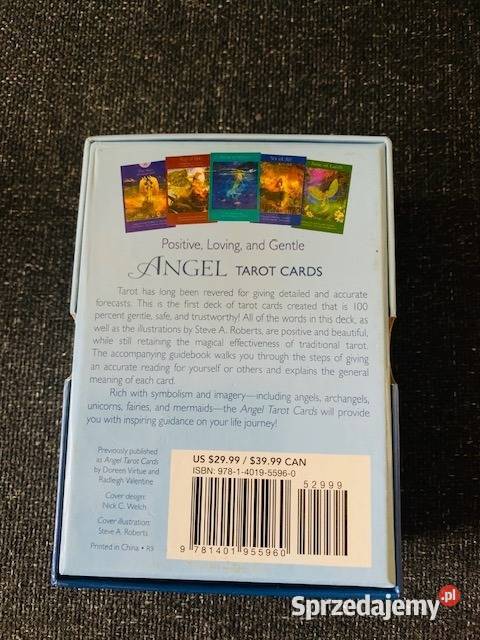 Positive, Loving, and Gentle
ANGEL TAROT CARDS
Tarot has long been revered for giving detailed and accurate
forecasts. This is the first deck of tarot cards created that is 100
percent gentle, safe, and trustworthy! All of the words in this deck, as
well as the illustrations by Steve A. Roberts, are positive and beautiful,
while still retaining the magical effectiveness of traditional tarot.
The accompanying guidebook walks you through the steps of giving
an accurate reading for yourself or others and explains the general
meaning of each card.
Rich with symbolism and imagery—including angels, archangels,
unicorns, fairies, and mermaids—the Angel Tarot Cards will provide
you with inspiring guidance on your life journey!
Previously published
as Angel Tarot Cards
by Doreen Virtue and
Radleigh Valentine
Cover design:
Nick C. Welch
Cover illustration:
Steve A. Roberts
Printed in China • R9
US $29.99 / $39.99 CAN
ISBN: 978-1-4019-5596-0
52999
9 781401 955960
Sprzedajemy.pl